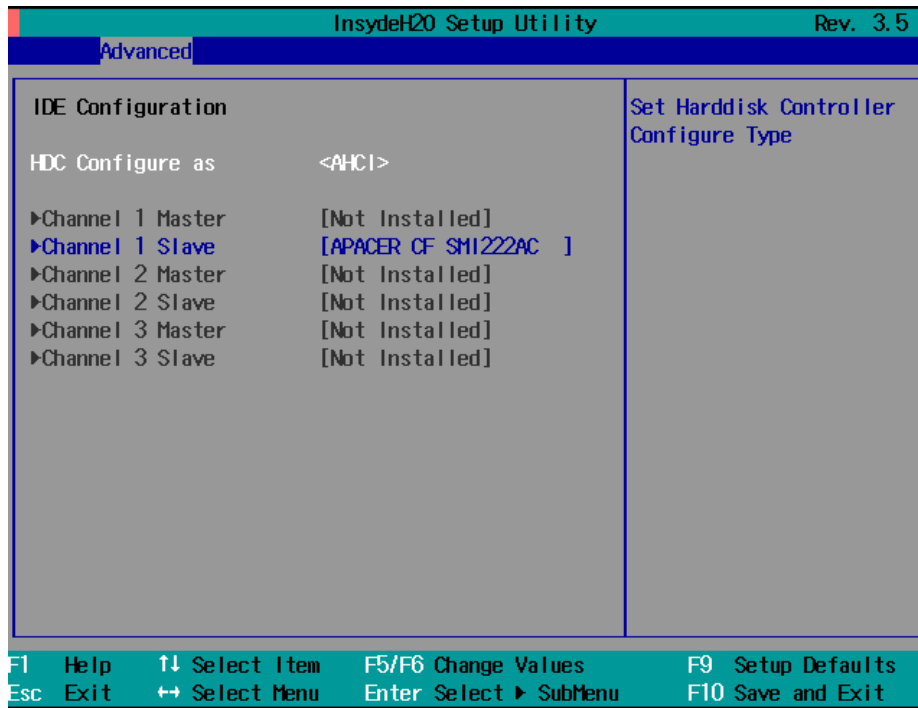 InsydeH2O Setup Utility Rev. 3.5
Advanced
IDE Configuration
HDC Configure as <AHCI>
▶Channel 1 Master [Not Installed]
▶Channel 1 Slave [APACER CF SMI222AC ]
▶Channel 2 Master [Not Installed]
▶Channel 2 Slave [Not Installed]
▶Channel 3 Master [Not Installed]
▶Channel 3 Slave [Not Installed]
Set Harddisk Controller
Configure Type
F1 Help ↑↓ Select Item F5/F6 Change Values F9 Setup Defaults
Esc Exit ↔ Select Menu Enter Select ▶ SubMenu F10 Save and Exit